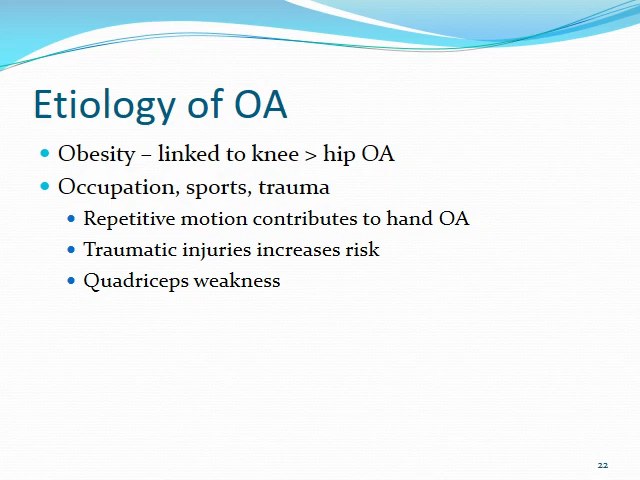 Etiology of OA
Obesity – linked to knee > hip OA
Occupation, sports, trauma
Repetitive motion contributes to hand OA
Traumatic injuries increases risk
Quadriceps weakness
22